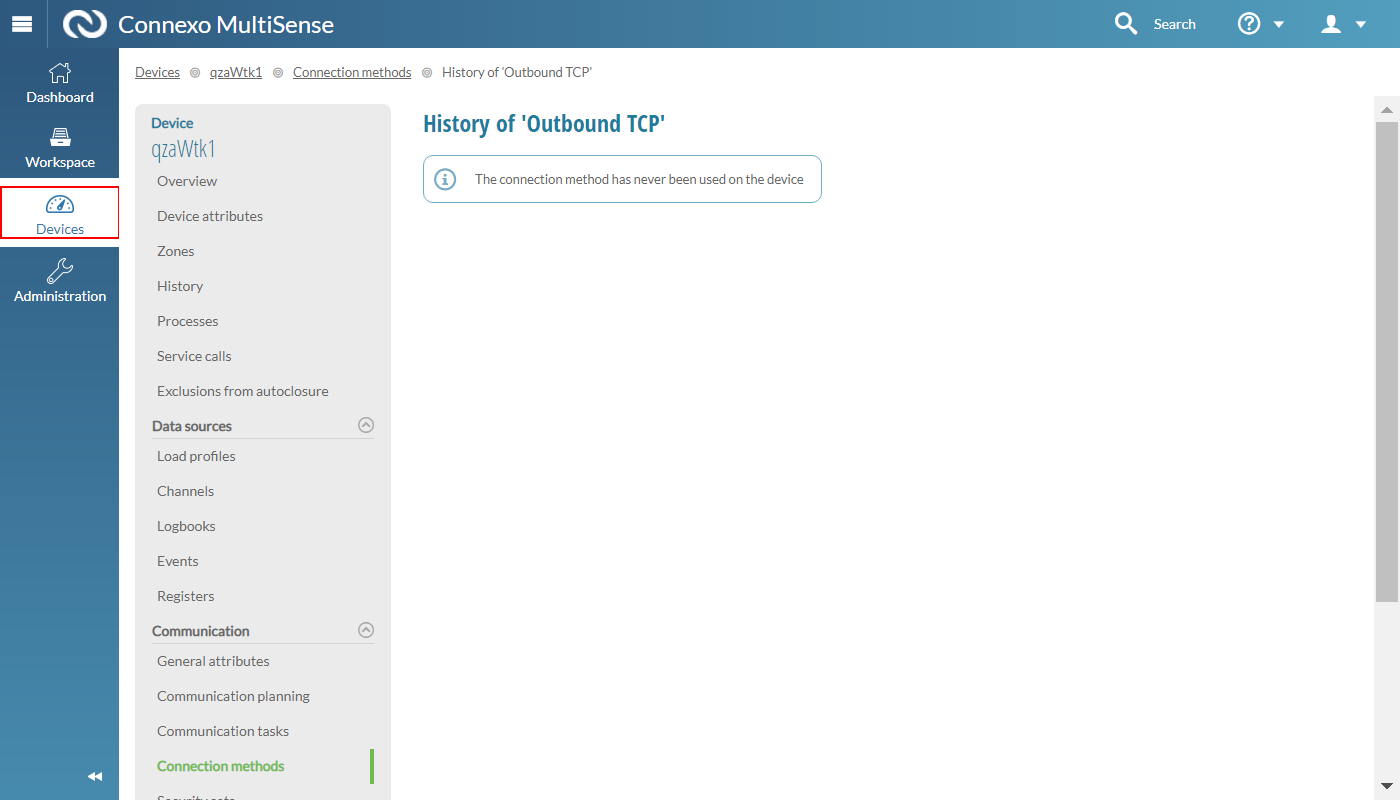 Connexo MultiSense
Search
Dashboard
Workspace
Devices
Administration
Devices qzaWtk1 Connection methods History of 'Outbound TCP'
Device
qzaWtk1
Overview
Device attributes
Zones
History
Processes
Service calls
Exclusions from autoclosure
Data sources
Load profiles
Channels
Logbooks
Events
Registers
Communication
General attributes
Communication planning
Communication tasks
Connection methods
History of 'Outbound TCP'
The connection method has never been used on the device